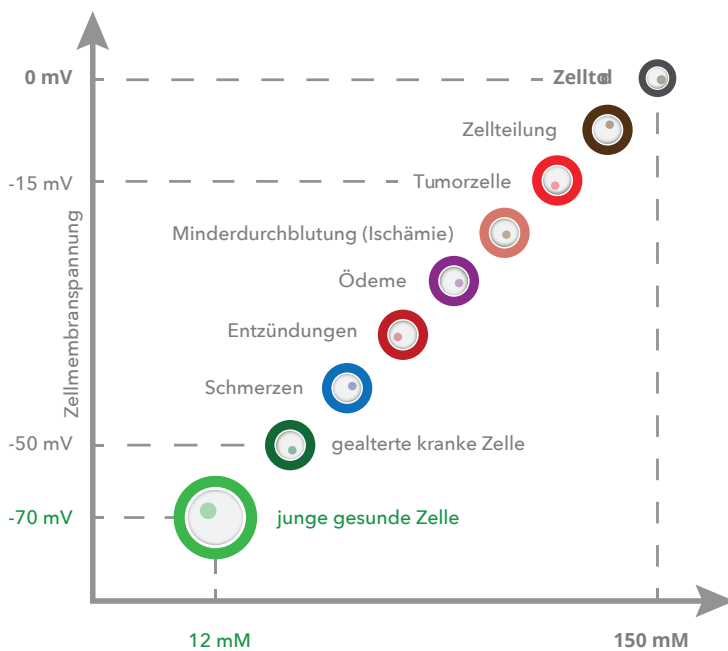 0 mV
Zelltod
Zellteilung
-15 mV
Tumorzelle
Minderdurchblutung (Ischämie)
Ödeme
Zellmembranspannung
Entzündungen
Schmerzen
-50 mV
gealterte kranke Zelle
-70 mV
junge gesunde Zelle
12 mM
150 mM